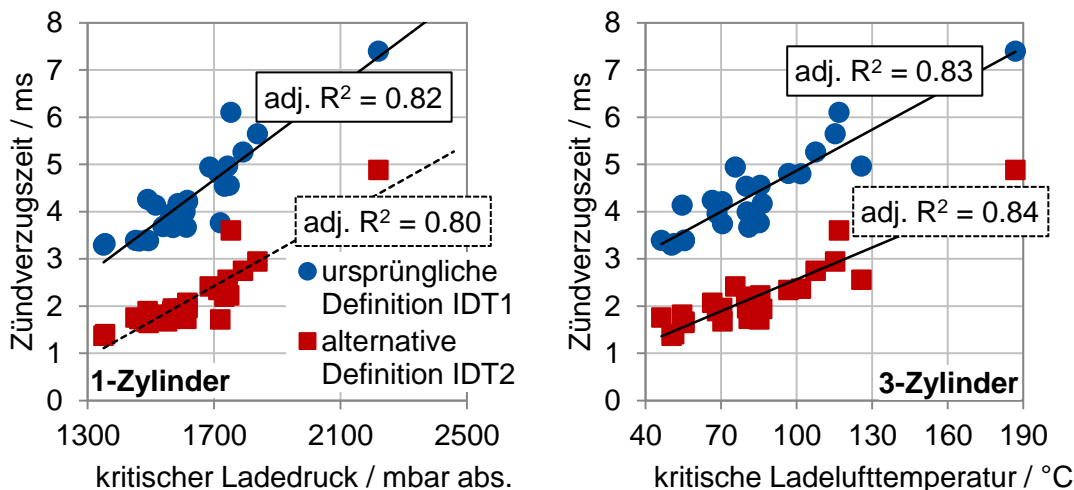 8
7
6
5
4
3
2
1
0
Zündverzugszeit / ms
adj. R² = 0.82
adj. R² = 0.80
ursprüngliche
Definition IDT1
alternative
Definition IDT2
1-Zylinder
1300 1700 2100 2500
kritischer Ladedruck / mbar abs.
8
7
6
5
4
3
2
1
0
Zündverzugszeit / ms
adj. R² = 0.83
adj. R² = 0.84
3-Zylinder
40 70 100 130 160 190
kritische Ladelufttemperatur / °C